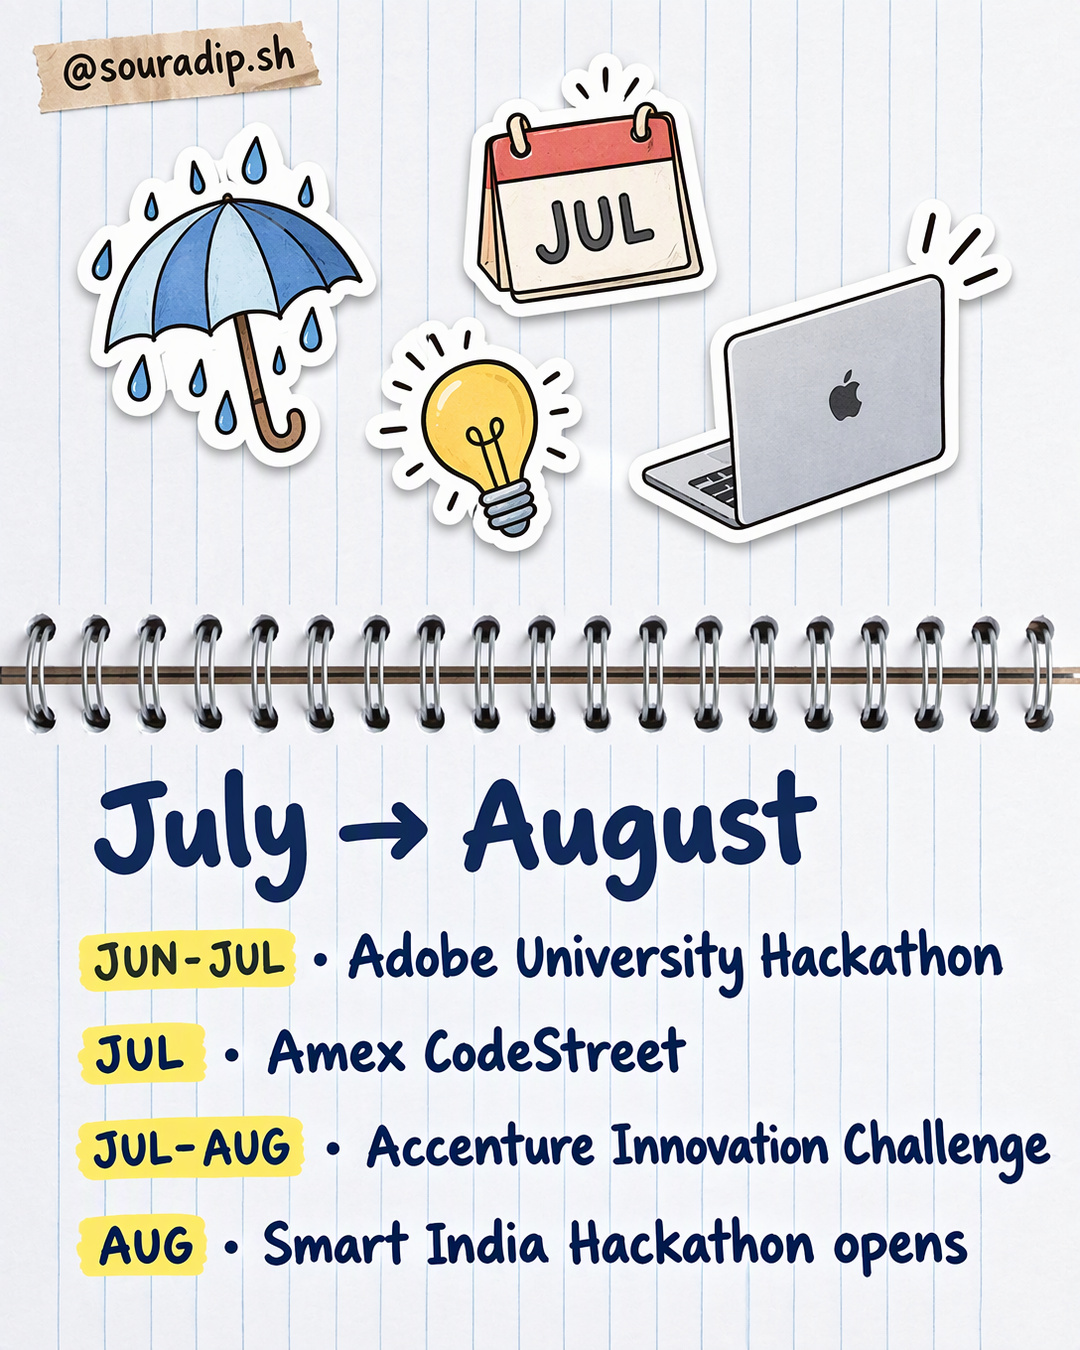 @souradip.sh
JUL
July → August
JUN-JUL • Adobe University Hackathon
JUL • Amex CodeStreet
JUL-AUG • Accenture Innovation Challenge
AUG • Smart India Hackathon opens